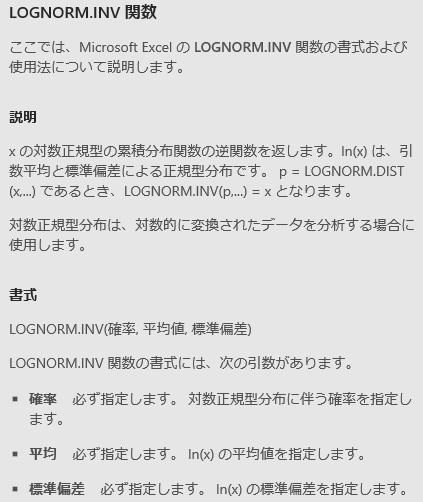 LOGNORM.INV 関数
ここでは、Microsoft Excel の LOGNORM.INV 関数の書式および
使用法について説明します。
説明
x の対数正規型の累積分布関数の逆関数を返します。ln(x) は、引
数平均と標準偏差による正規型分布です。 p = LOGNORM.DIST
(x,...) であるとき、LOGNORM.INV(p,...) = x となります。
対数正規型分布は、対数的に変換されたデータを分析する場合に
使用します。
書式
LOGNORM.INV(確率, 平均値, 標準偏差)
LOGNORM.INV 関数の書式には、次の引数があります。
▪ 確率 必ず指定します。 対数正規型分布に伴う確率を指定し
ます。
▪ 平均 必ず指定します。 ln(x) の平均値を指定します。
▪ 標準偏差 必ず指定します。 ln(x) の標準偏差を指定します。